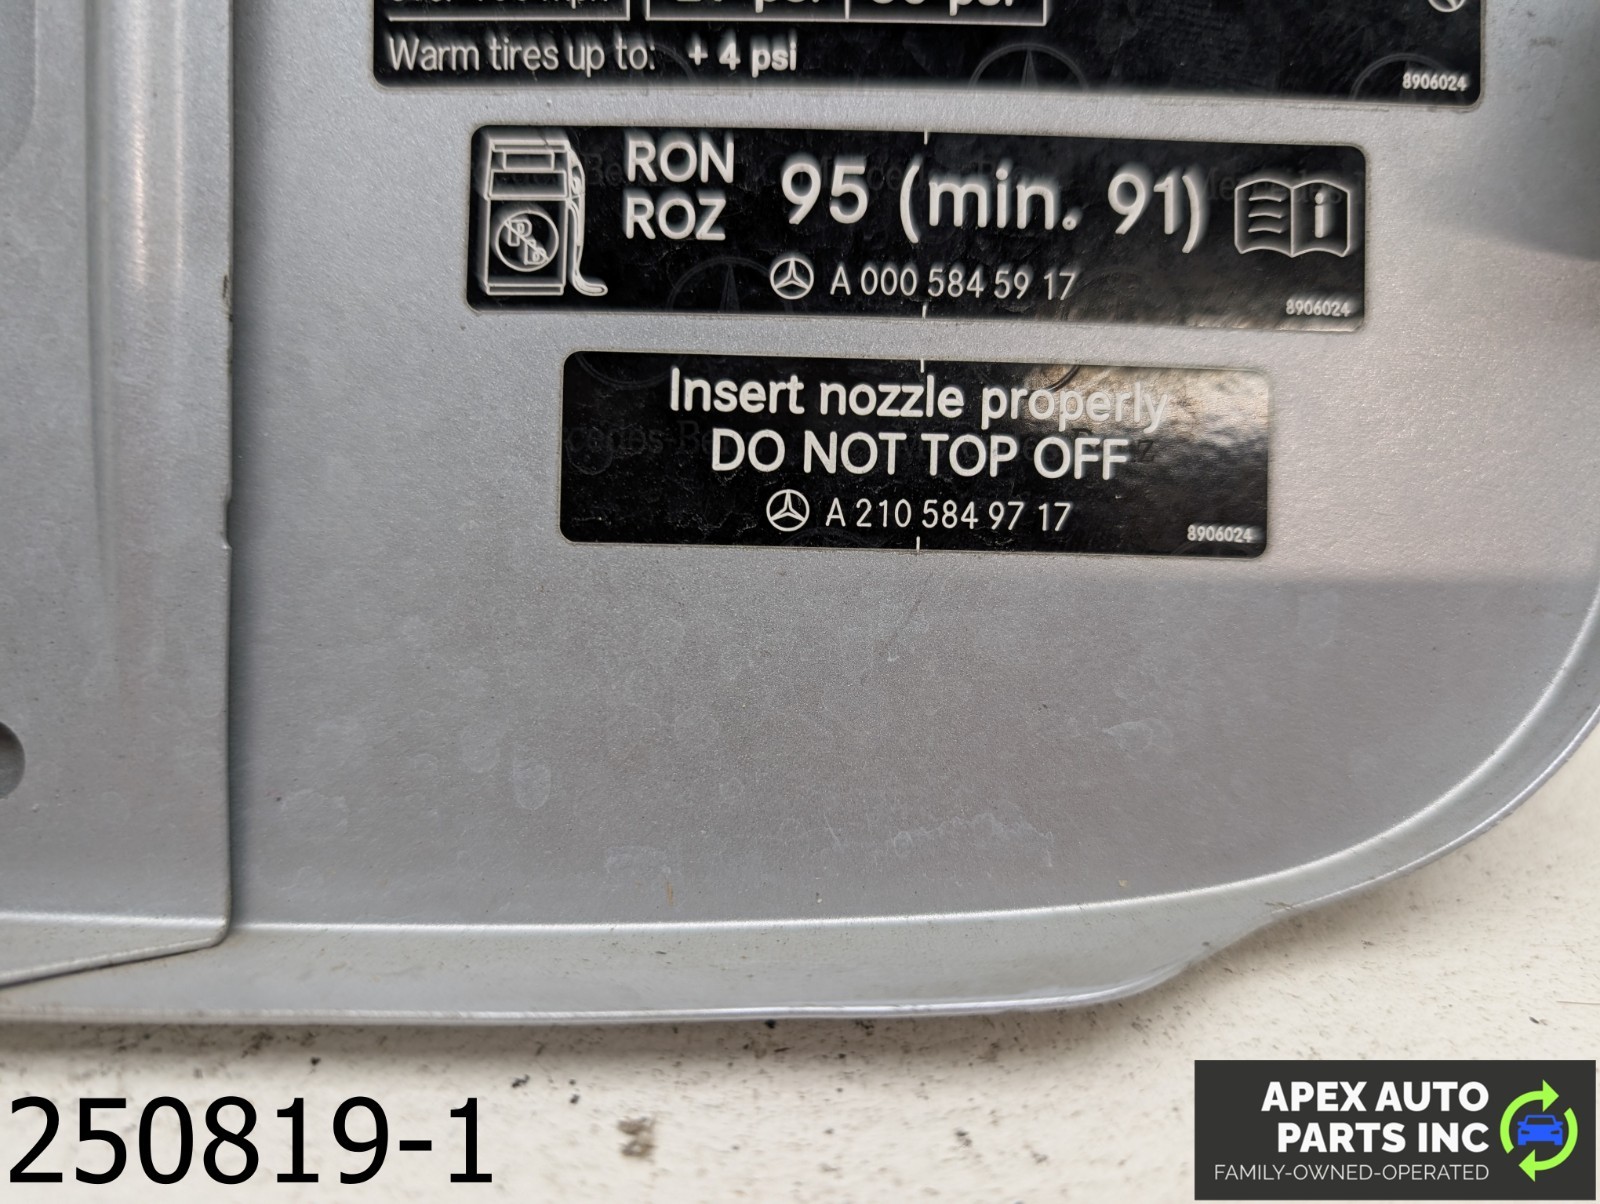 Warm tires up to: + 4 psi
8906024
RON
ROZ
95 (min. 91)
Pb
i
A 000 584 59 17
8906024
Insert nozzle properly
DO NOT TOP OFF
A 210 584 97 17
8906024
250819-1
APEX AUTO
PARTS INC
FAMILY-OWNED-OPERATED